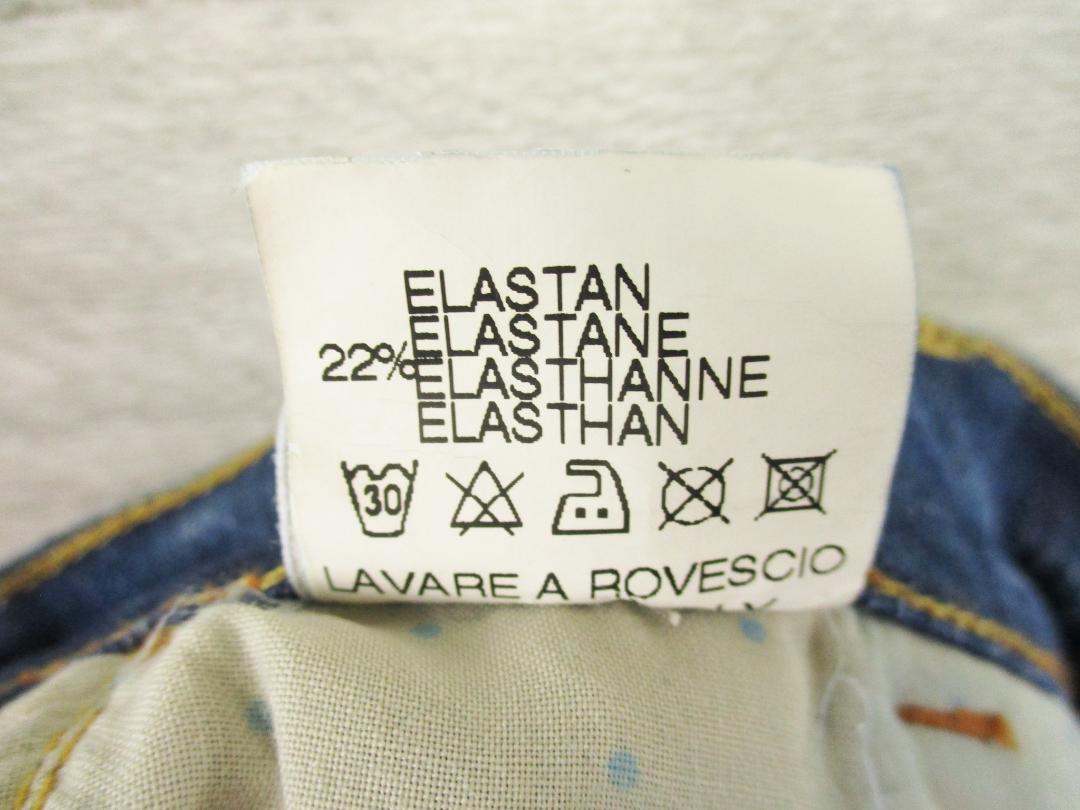 ELASTAN
ELASTANE
22% ELASTHANNE
ELASTHAN
30
LAVARE A ROVESCIO